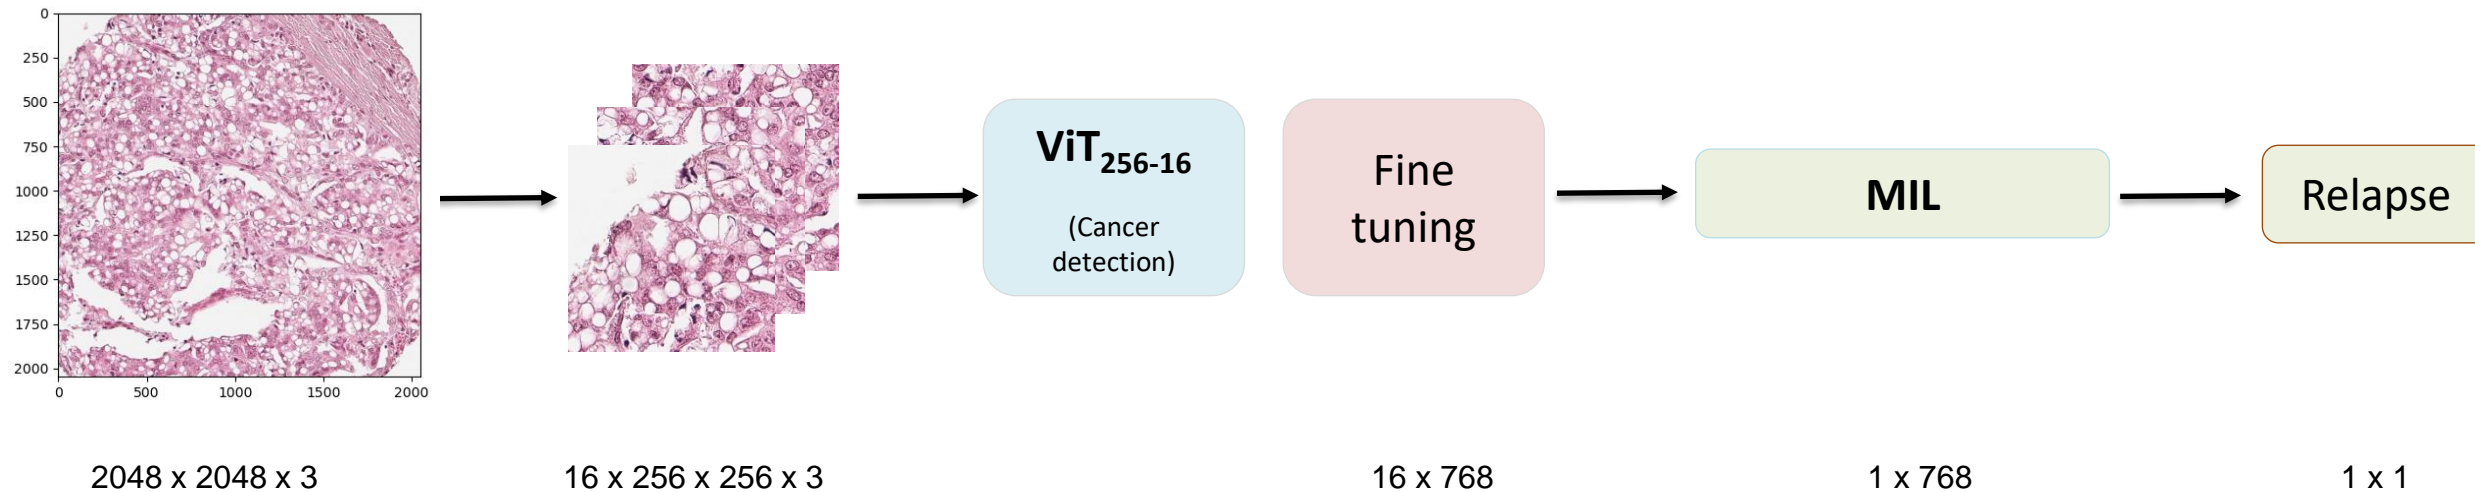 0
250
500
750
1000
1250
1500
1750
2000
0 500 1000 1500 2000
ViT256-16
(Cancer
detection)
Fine
tuning
MIL
Relapse
2048 x 2048 x 3
16 x 256 x 256 x 3
16 x 768
1 x 768
1 x 1